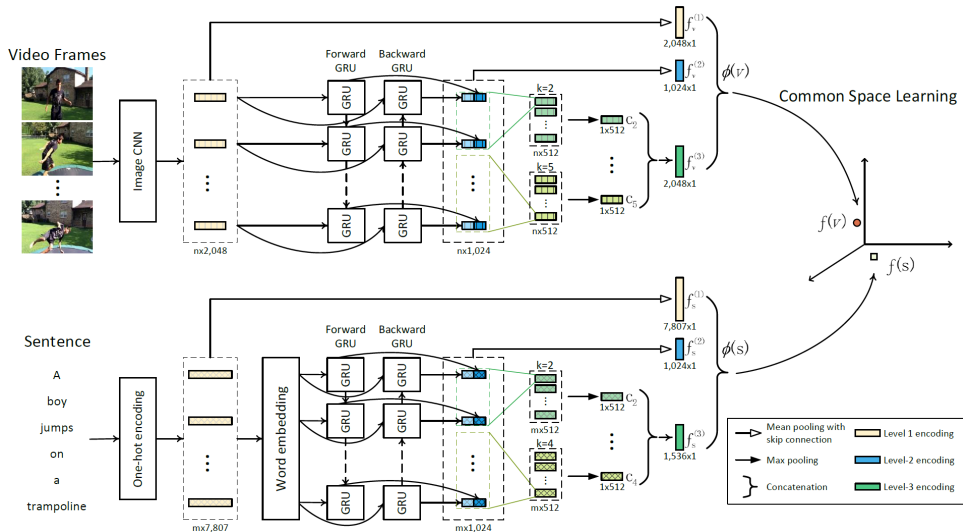 Video Frames
Image CNN
nx2,048
Forward
GRU
Backward
GRU
GRU
GRU
GRU
GRU
GRU
GRU
nx1,024
k=2
nx512
k=5
nx512
c₂
1x512
c₅
1x512
f_v^(1)
2,048x1
f_v^(2)
1,024x1
f_v^(3)
2,048x1
ϕ(v)
Common Space Learning
f(v)
f(s)
Sentence
A
boy
jumps
on
a
trampoline
One-hot encoding
mx7,807
Word embedding
Forward
GRU
Backward
GRU
GRU
GRU
GRU
GRU
GRU
GRU
mx1,024
k=2
mx512
k=4
mx512
c₂
1x512
c₄
1x512
f_s^(1)
7,807x1
f_s^(2)
1,024x1
f_s^(3)
1,536x1
ϕ(s)
Mean pooling with
skip connection
Max pooling
Concatenation
Level 1 encoding
Level-2 encoding
Level-3 encoding